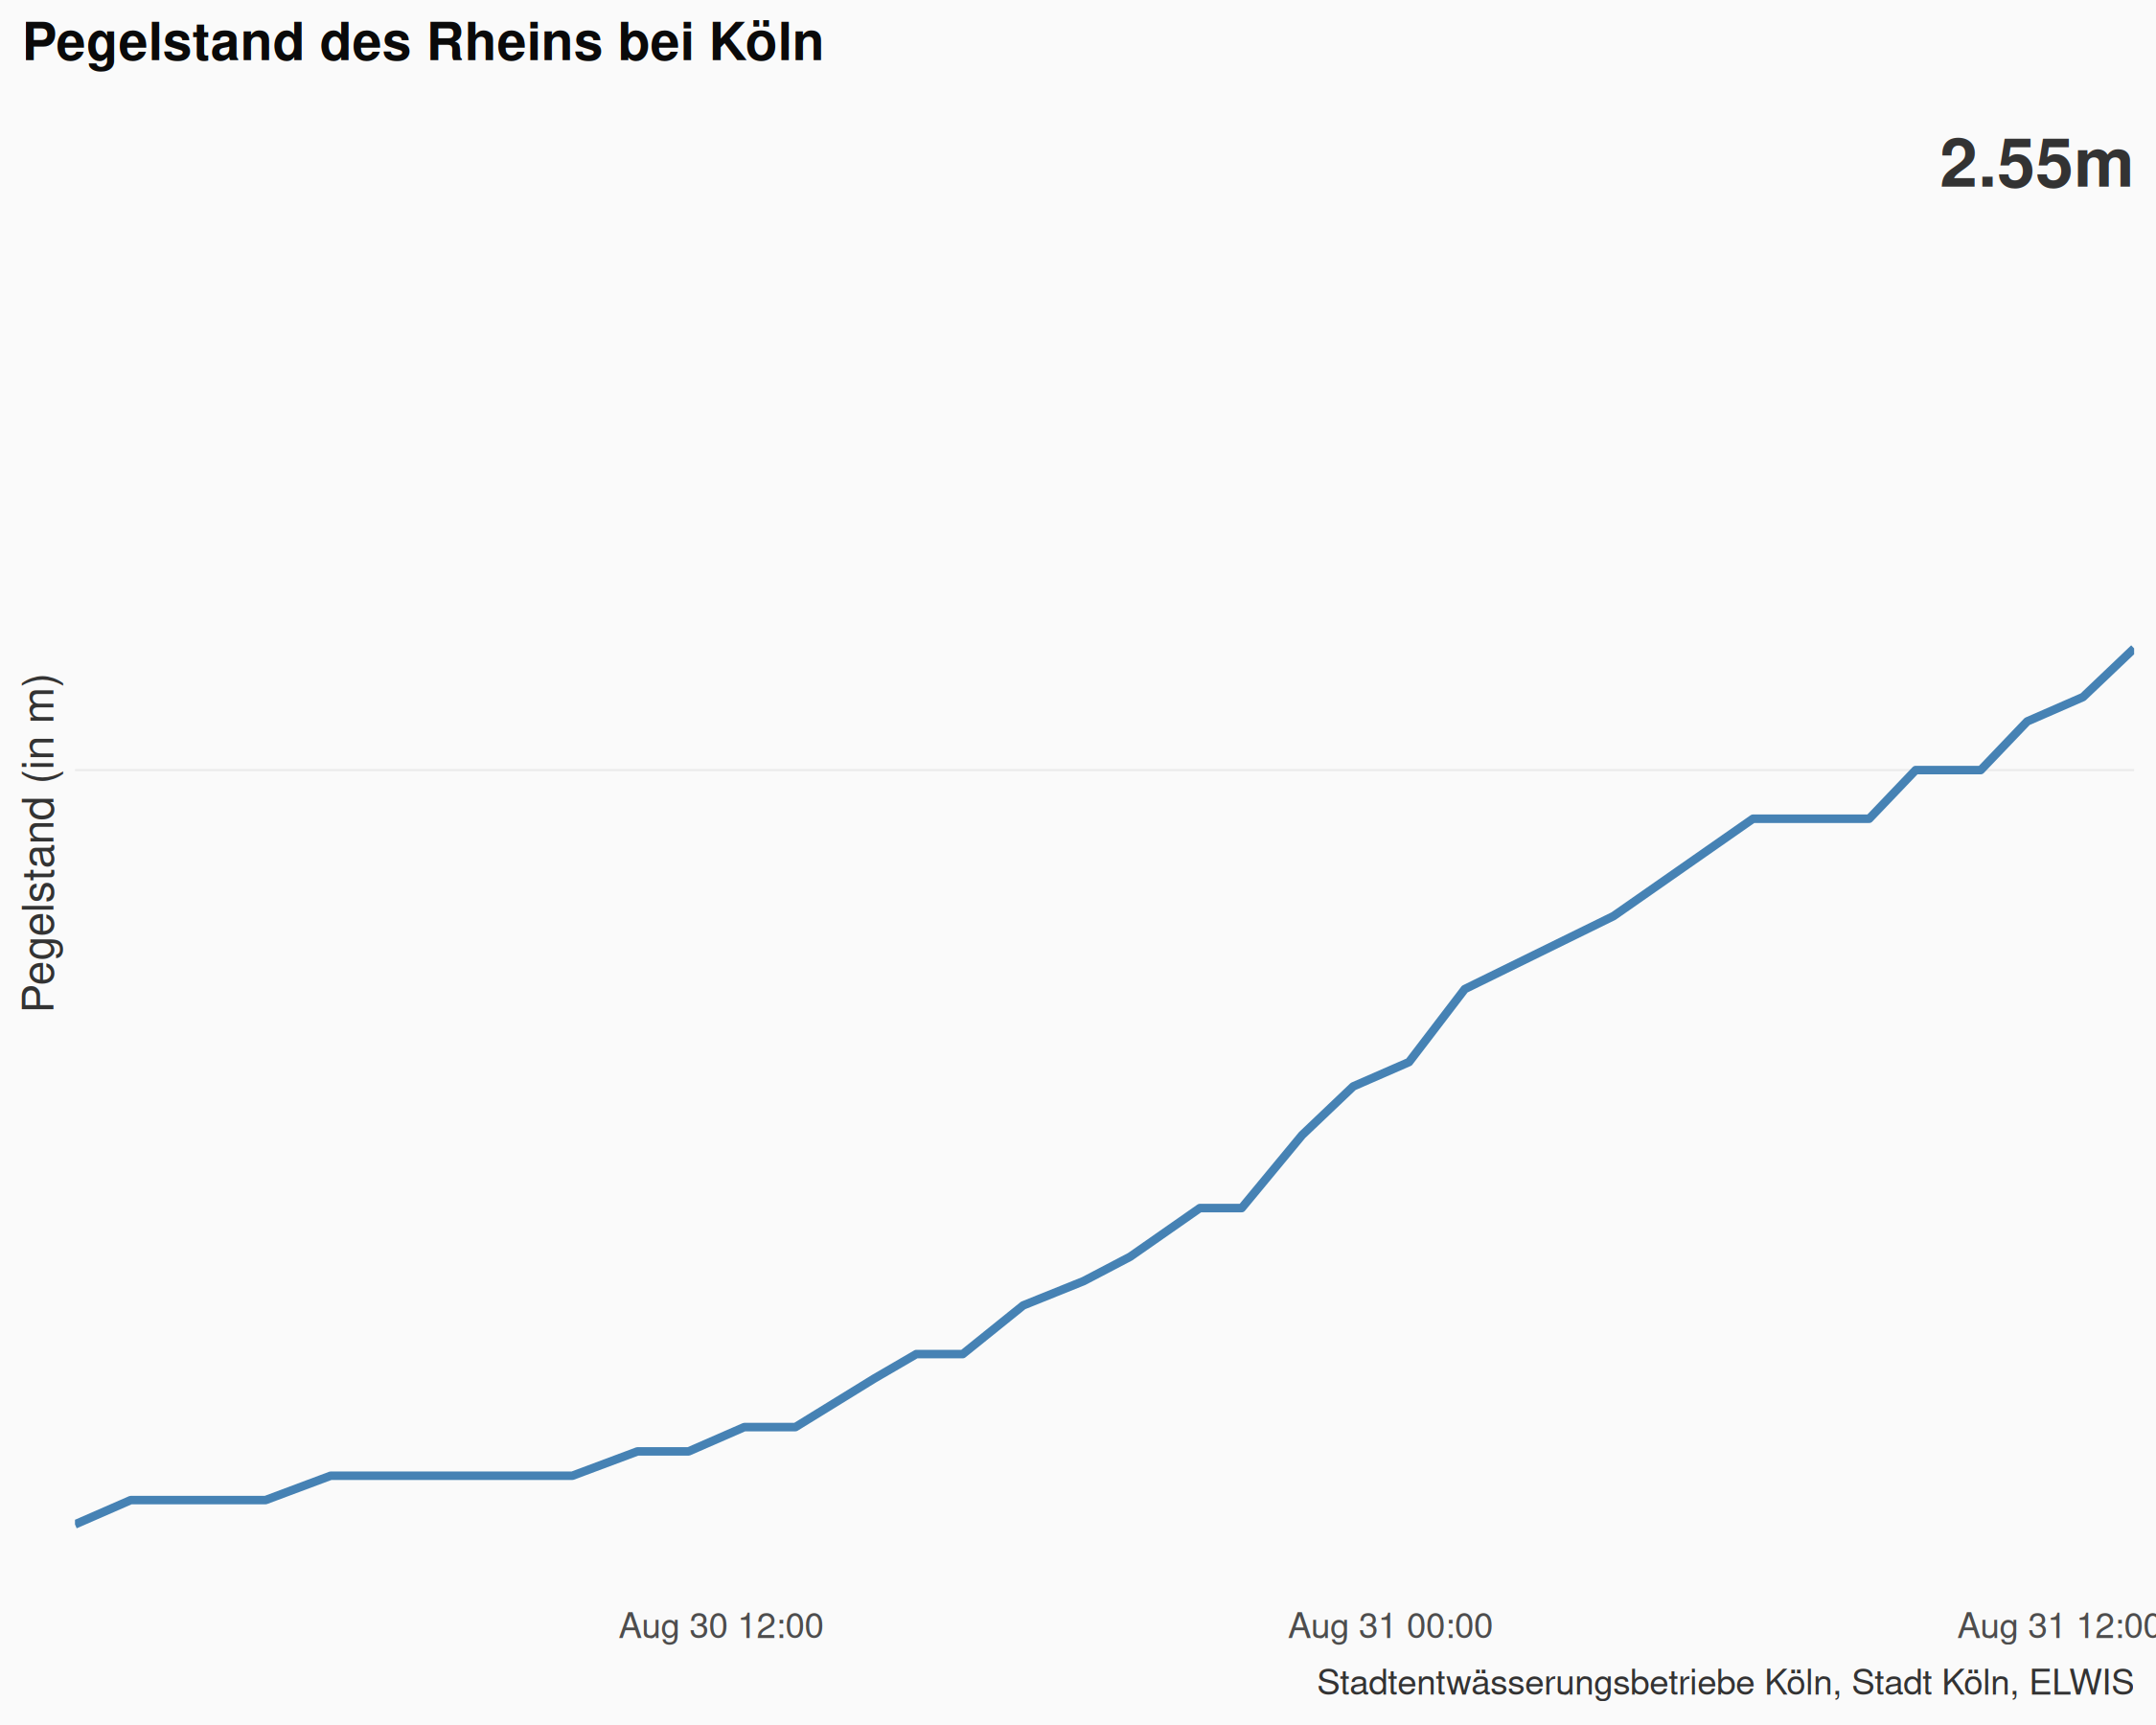 Pegelstand des Rheins bei Köln
2.55m
Pegelstand (in m)
Aug 30 12:00
Aug 31 00:00
Aug 31 12:00
Stadtentwässerungsbetriebe Köln, Stadt Köln, ELWIS